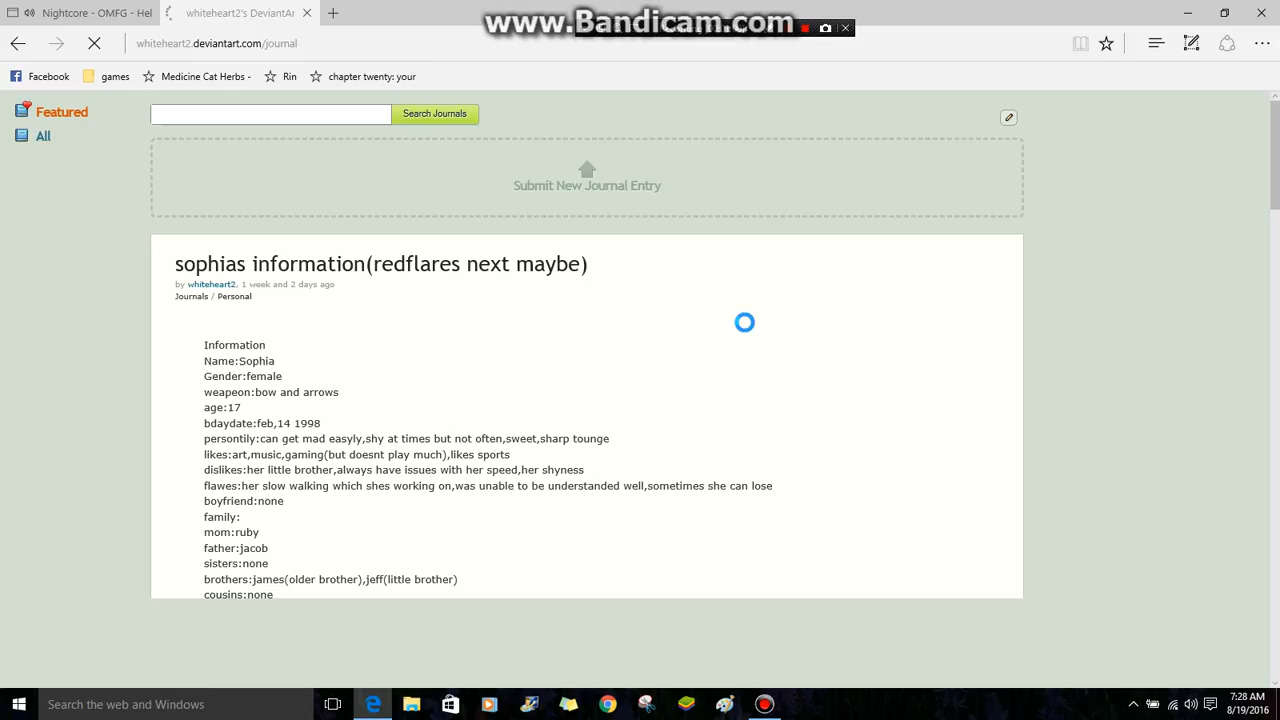 www.Bandicam.com
Nightcore - OMFG - Hel
whiteheart2's DeviantArt
whiteheart2.deviantart.com/journal
Facebook
games
Medicine Cat Herbs -
Rin
chapter twenty: your
Featured
All
Search Journals
Submit New Journal Entry
sophias information(redflares next maybe)
by whiteheart2, 1 week and 2 days ago
Journals / Personal
Information
Name:Sophia
Gender:female
weapeon:bow and arrows
age:17
bdaydate:feb,14 1998
persontily:can get mad easyly,shy at times but not often,sweet,sharp tounge
likes:art,music,gaming(but doesnt play much),likes sports
dislikes:her little brother,always have issues with her speed,her shyness
flawes:her slow walking which shes working on,was unable to be understanded well,sometimes she can lose
boyfriend:none
family:
mom:ruby
father:jacob
sisters:none
brothers:james(older brother),jeff(little brother)
cousins:none
Search the web and Windows
7:28 AM
8/19/2016